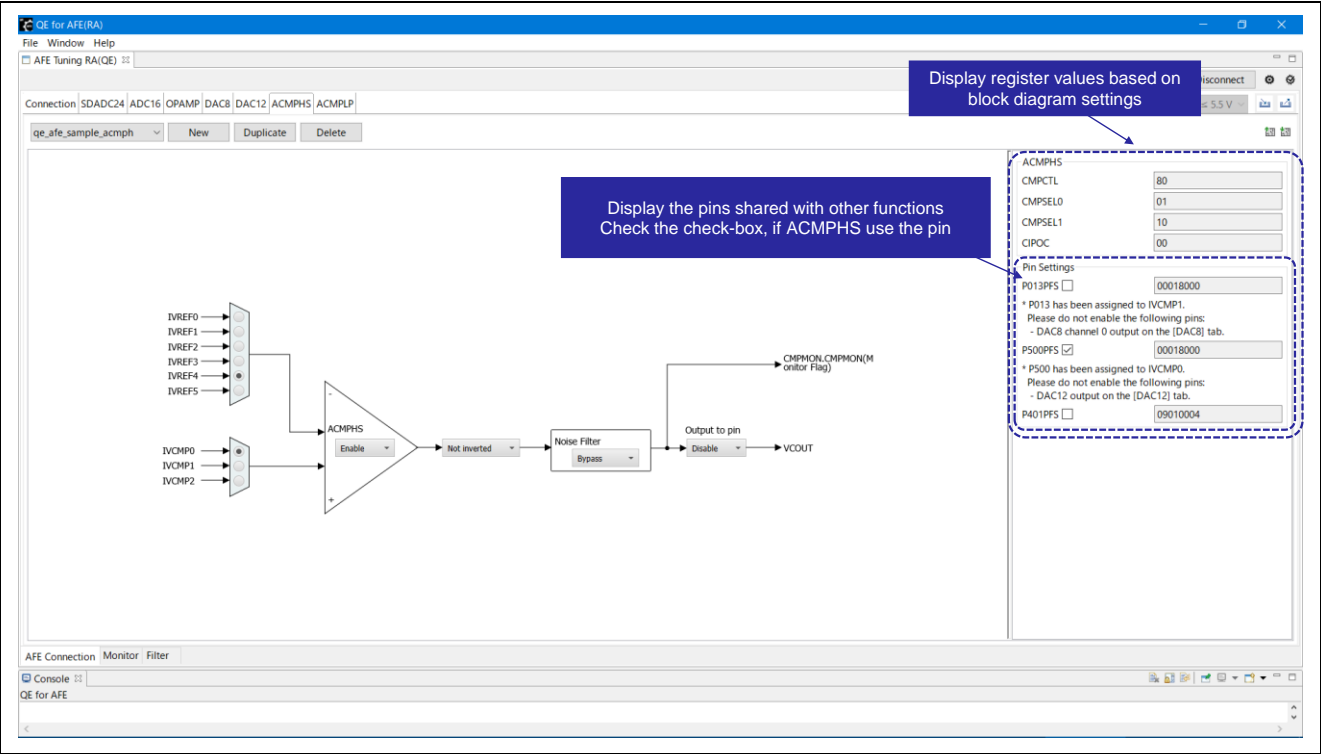 QE for AFE(RA)
File Window Help
AFE Tuning RA(QE)
Display register values based on
block diagram settings
isconnect
Connection SDADC24 ADC16 OPAMP DAC8 DAC12 ACMPHS ACMPLP
≤ 5.5 V
qe_afe_sample_acmph New Duplicate Delete
Display the pins shared with other functions
Check the check-box, if ACMPHS use the pin
ACMPHS
CMPCTL 80
CMPSEL0 01
CMPSEL1 10
CIPOC 00
Pin Settings
P013PFS 00018000
* P013 has been assigned to IVCMP1.
Please do not enable the following pins:
- DAC8 channel 0 output on the [DAC8] tab.
P500PFS 00018000
* P500 has been assigned to IVCMP0.
Please do not enable the following pins:
- DAC12 output on the [DAC12] tab.
P401PFS 09010004
IVREF0
IVREF1
IVREF2
IVREF3
IVREF4
IVREF5
IVCMP0
IVCMP1
IVCMP2
-
ACMPHS
Enable
+
Not inverted
Noise Filter
Bypass
Output to pin
Disable
CMPMON.CMPMON(M
onitor Flag)
VCOUT
AFE Connection Monitor Filter
Console
QE for AFE